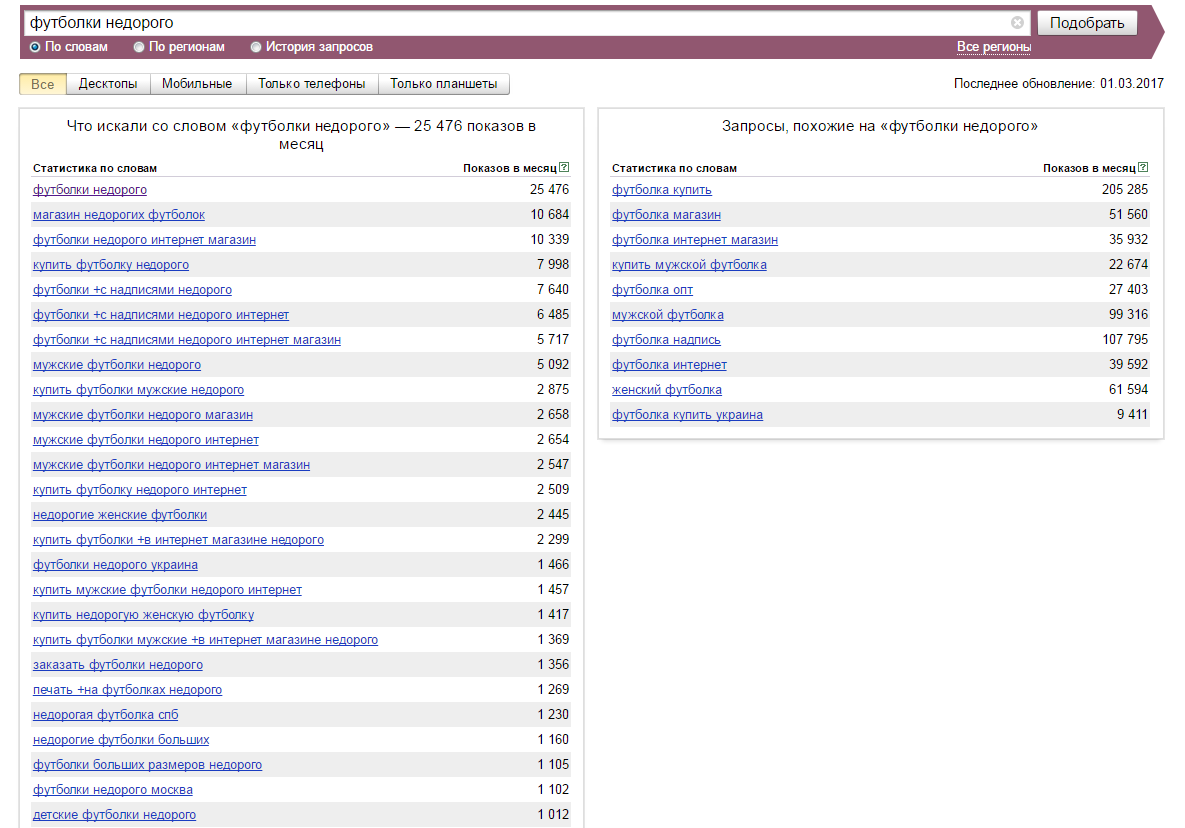 футболки недорого
Подобрать
По словам По регионам История запросов Все регионы
Все Десктопы Мобильные Только телефоны Только планшеты Последнее обновление: 01.03.2017
Что искали со словом «футболки недорого» — 25 476 показов в
месяц
Статистика по словам Показов в месяц ?
футболки недорого 25 476
магазин недорогих футболок 10 684
футболки недорого интернет магазин 10 339
купить футболку недорого 7 998
футболки +с надписями недорого 7 640
футболки +с надписями недорого интернет 6 485
футболки +с надписями недорого интернет магазин 5 717
мужские футболки недорого 5 092
купить футболки мужские недорого 2 875
мужские футболки недорого магазин 2 658
мужские футболки недорого интернет 2 654
мужские футболки недорого интернет магазин 2 547
купить футболку недорого интернет 2 509
недорогие женские футболки 2 445
купить футболки +в интернет магазине недорого 2 299
футболки недорого украина 1 466
купить мужские футболки недорого интернет 1 457
купить недорогую женскую футболку 1 417
купить футболки мужские +в интернет магазине недорого 1 369
заказать футболки недорого 1 356
печать +на футболках недорого 1 269
недорогая футболка спб 1 230
недорогие футболки больших 1 160
футболки больших размеров недорого 1 105
футболки недорого москва 1 102
детские футболки недорого 1 012
Запросы, похожие на «футболки недорого»
Статистика по словам Показов в месяц ?
футболка купить 205 285
футболка магазин 51 560
футболка интернет магазин 35 932
купить мужской футболка 22 674
футболка опт 27 403
мужской футболка 99 316
футболка надпись 107 795
футболка интернет 39 592
женский футболка 61 594
футболка купить украина 9 411